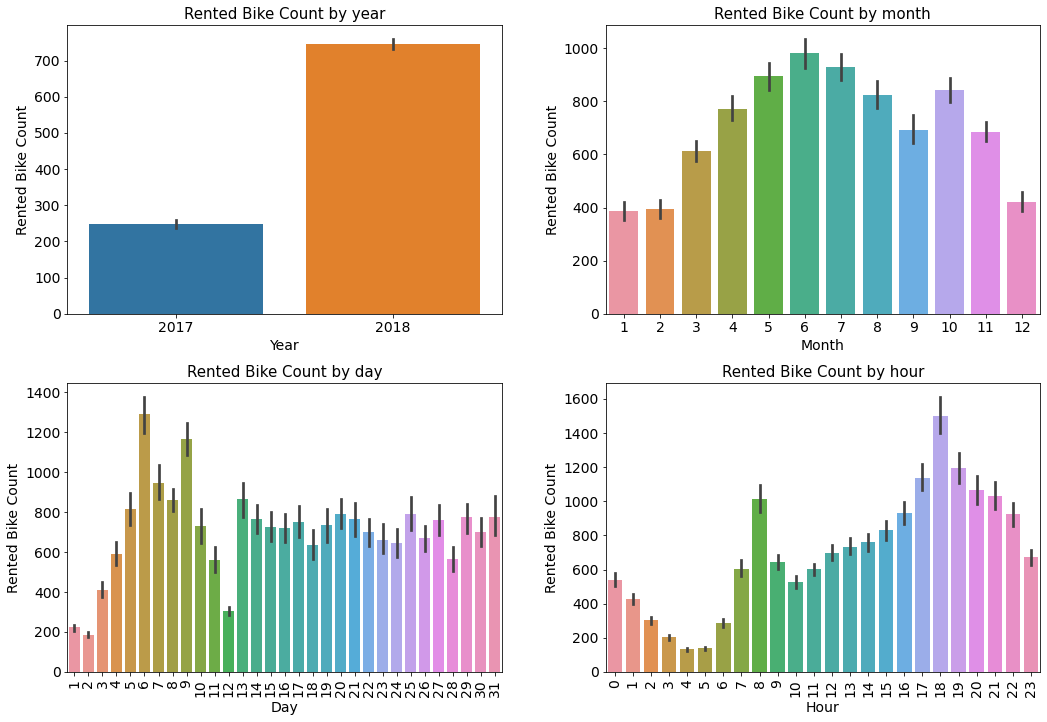 Rented Bike Count by year
Rented Bike Count
700
600
500
400
300
200
100
0
2017 2018
Year
Rented Bike Count by month
Rented Bike Count
1000
800
600
400
200
0
1 2 3 4 5 6 7 8 9 10 11 12
Month
Rented Bike Count by day
Rented Bike Count
1400
1200
1000
800
600
400
200
0
1 2 3 4 5 6 7 8 9 10 11 12 13 14 15 16 17 18 19 20 21 22 23 24 25 26 27 28 29 30 31
Day
Rented Bike Count by hour
Rented Bike Count
1600
1400
1200
1000
800
600
400
200
0
0 1 2 3 4 5 6 7 8 9 10 11 12 13 14 15 16 17 18 19 20 21 22 23
Hour